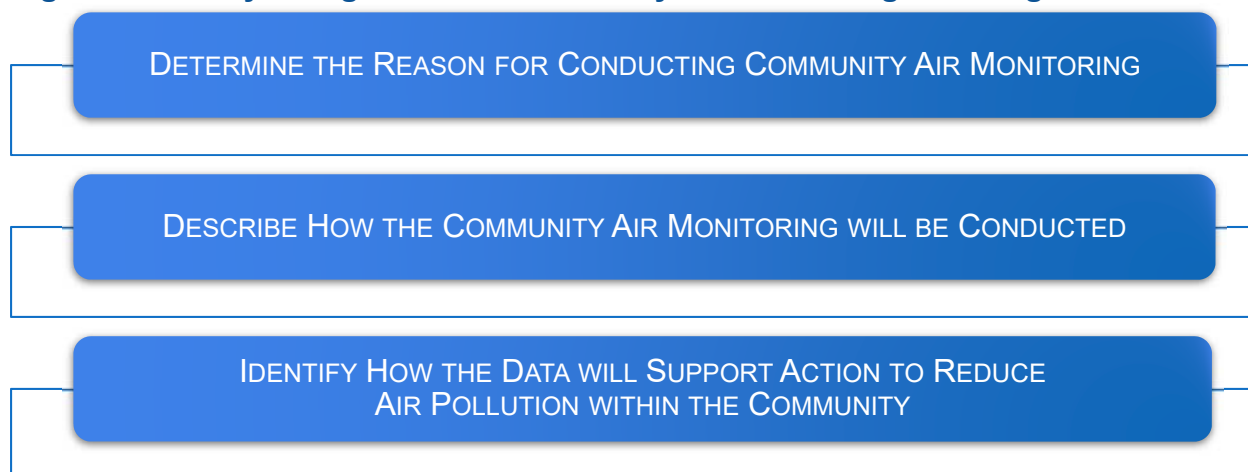 DETERMINE THE REASON FOR CONDUCTING COMMUNITY AIR MONITORING
DESCRIBE HOW THE COMMUNITY AIR MONITORING WILL BE CONDUCTED
IDENTIFY HOW THE DATA WILL SUPPORT ACTION TO REDUCE
AIR POLLUTION WITHIN THE COMMUNITY